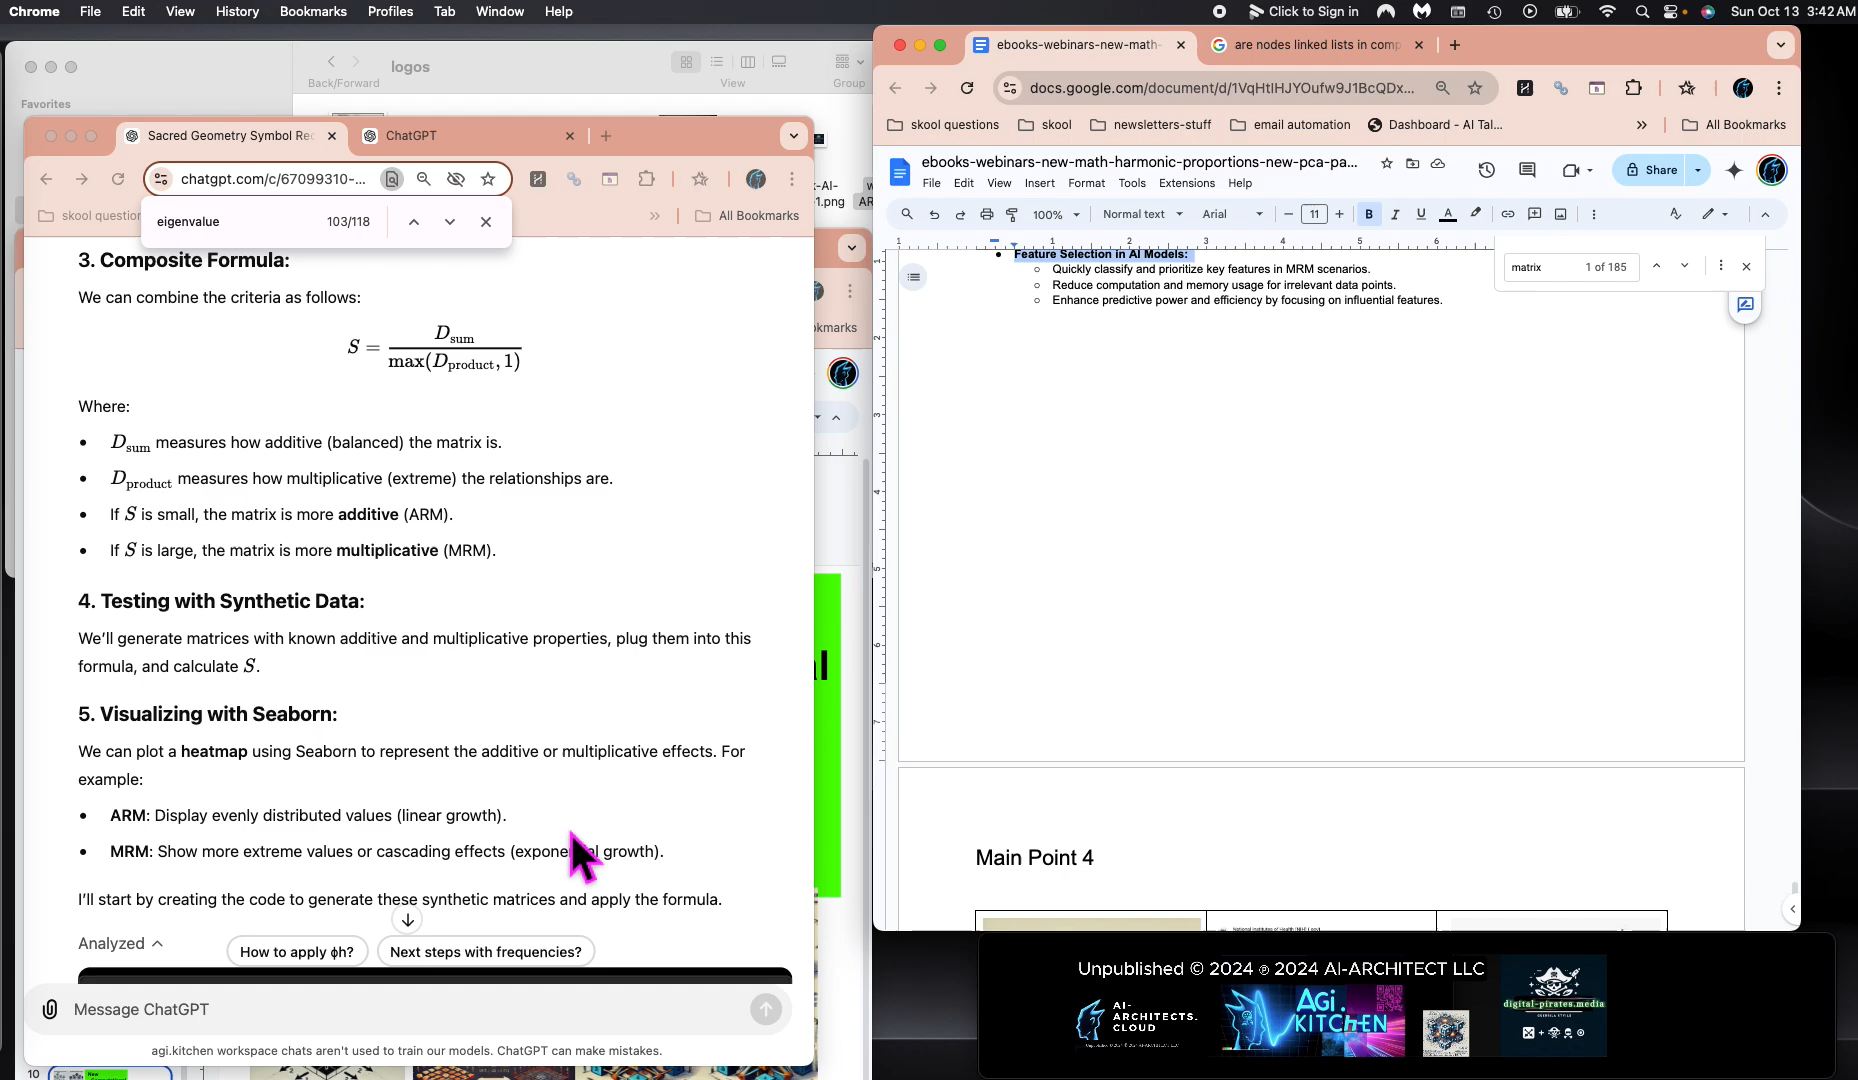 Chrome File Edit View History Bookmarks Profiles Tab Window Help
Click to Sign in
Sun Oct 13 3:42 AM
logos
Back/Forward
View
Group
Favorites
Sacred Geometry Symbol Rec
ChatGPT
chatgpt.com/c/67099310-...
skool question
All Bookmarks
eigenvalue
103/118
3. Composite Formula:
We can combine the criteria as follows:
S = D_sum / max(D_product, 1)
Where:
• D_sum measures how additive (balanced) the matrix is.
• D_product measures how multiplicative (extreme) the relationships are.
• If S is small, the matrix is more additive (ARM).
• If S is large, the matrix is more multiplicative (MRM).
4. Testing with Synthetic Data:
We'll generate matrices with known additive and multiplicative properties, plug them into this
formula, and calculate S.
5. Visualizing with Seaborn:
We can plot a heatmap using Seaborn to represent the additive or multiplicative effects. For
example:
• ARM: Display evenly distributed values (linear growth).
• MRM: Show more extreme values or cascading effects (expone al growth).
I'll start by creating the code to generate these synthetic matrices and apply the formula.
Analyzed
How to apply ϕh?
Next steps with frequencies?
Message ChatGPT
agi.kitchen workspace chats aren't used to train our models. ChatGPT can make mistakes.
10
ebooks-webinars-new-math-
are nodes linked lists in comp
docs.google.com/document/d/1VqHtIHJYOufw9J1BcQDx...
skool questions
skool
newsletters-stuff
email automation
Dashboard - AI Tal...
All Bookmarks
ebooks-webinars-new-math-harmonic-proportions-new-pca-pa...
File Edit View Insert Format Tools Extensions Help
Share
100%
Normal text
Arial
11
B I U A
matrix
1 of 185
• Feature Selection in AI Models:
○ Quickly classify and prioritize key features in MRM scenarios.
○ Reduce computation and memory usage for irrelevant data points.
○ Enhance predictive power and efficiency by focusing on influential features.
Main Point 4
Unpublished © 2024 ℗ 2024 AI-ARCHITECT LLC
AI-
ARCHITECTS.
CLOUD
AGi.
KITCHEN
digital-pirates.media